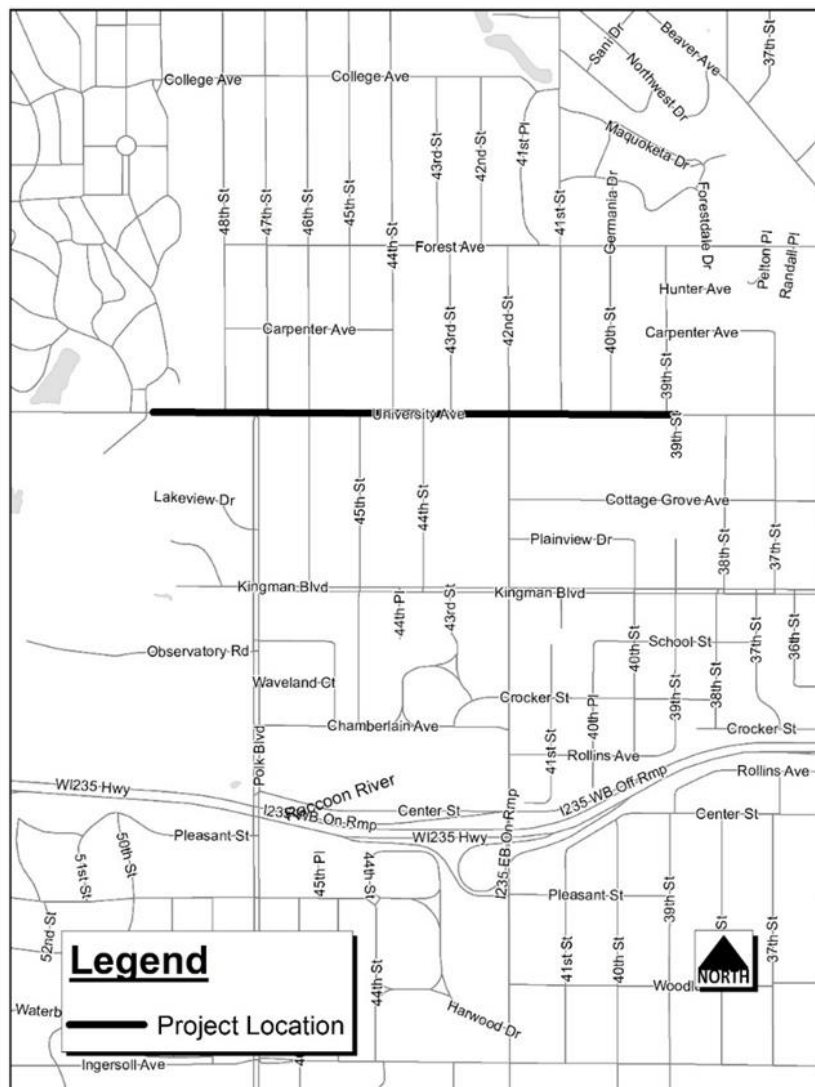 Sani Dr
Beaver Ave
37th St
Northwest Dr
College Ave
College Ave
43rd St
42nd St
41st Pl
Maquoketa Dr
48th St
47th St
46th St
45th St
44th St
41st St
Germania Dr
Forestdale Dr
Forest Ave
Pelton Pl
Randall Pl
Hunter Ave
Carpenter Ave
43rd St
42nd St
40th St
Carpenter Ave
39th St
University Ave
39th St
Lakeview Dr
45th St
44th St
Cottage Grove Ave
Plainview Dr
38th St
37th St
Kingman Blvd
Kingman Blvd
44th Pl
43rd St
40th St
School St
37th St
36th St
Observatory Rd
Waveland Ct
Crocker St
40th Pl
39th St
38th St
Chamberlain Ave
Crocker St
Polk Blvd
41st St
Rollins Ave
Rollins Ave
WI235 Hwy
Raccoon River
I235 WB On Rmp
Center St
I235 WB Off Rmp
Center St
WI235 Hwy
I235 EB On Rmp
Pleasant St
51st St
50th St
45th Pl
44th St
Pleasant St
52nd St
44th St
41st St
40th St
39th St
St
37th St
NORTH
Legend
Project Location
Harwood Dr
Ingersoll Ave